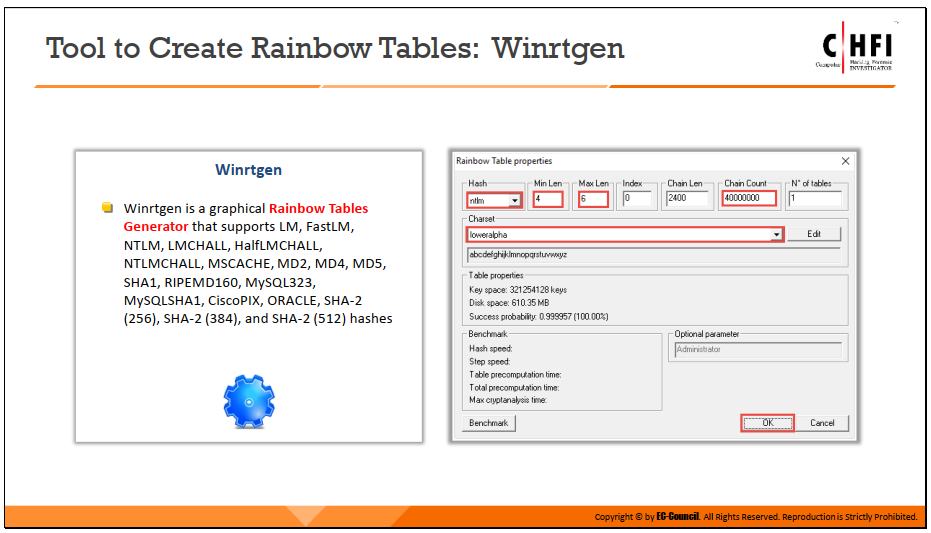 Tool to Create Rainbow Tables: Winrtgen
CHFI
Computer Hacking Forensic
INVESTIGATOR
Winrtgen
Winrtgen is a graphical Rainbow Tables
Generator that supports LM, FastLM,
NTLM, LMCHALL, HalfLMCHALL,
NTLMCHALL, MSCACHE, MD2, MD4, MD5,
SHA1, RIPEMD160, MySQL323,
MySQLSHA1, CiscoPIX, ORACLE, SHA-2
(256), SHA-2 (384), and SHA-2 (512) hashes
Rainbow Table properties
Hash Min Len Max Len Index Chain Len Chain Count N° of tables
ntlm 4 6 0 2400 40000000 1
Charset
loweralpha Edit
abcdefghijklmnopqrstuvwxyz
Table properties
Key space: 321254128 keys
Disk space: 610.35 MB
Success probability: 0.999957 (100.00%)
Benchmark Optional parameter
Hash speed: Administrator
Step speed:
Table precomputation time:
Total precomputation time:
Max cryptanalysis time:
Benchmark OK Cancel
Copyright © by EC-Council. All Rights Reserved. Reproduction is Strictly Prohibited.